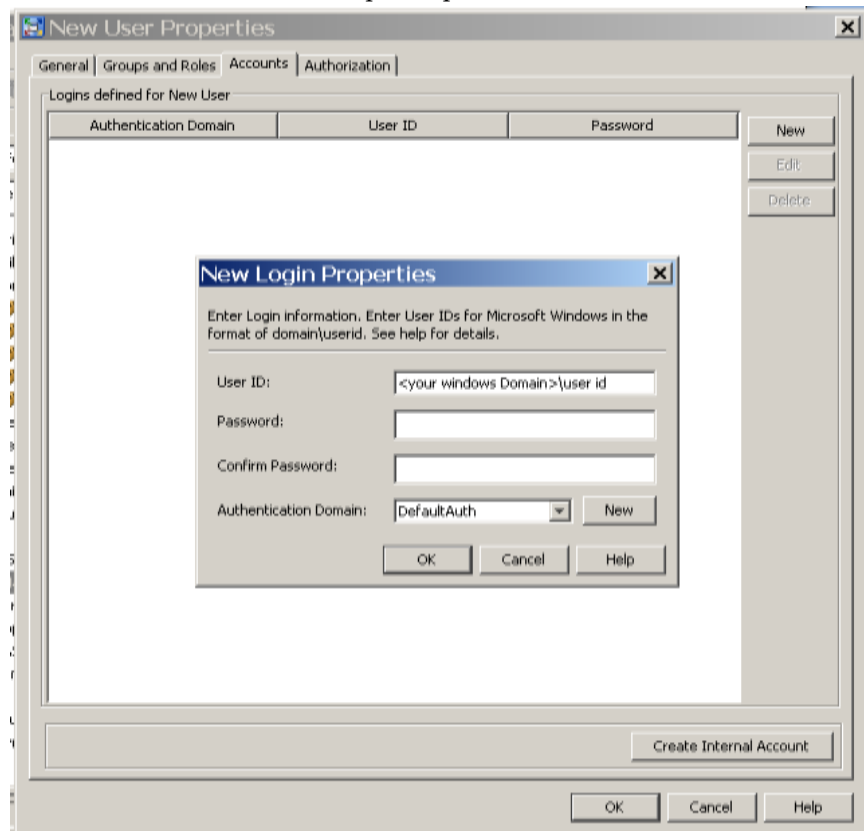 New User Properties
General Groups and Roles Accounts Authorization
Logins defined for New User
Authentication Domain User ID Password
New
Edit
Delete
New Login Properties
Enter Login information. Enter User IDs for Microsoft Windows in the
format of domain\userid. See help for details.
User ID: <your windows Domain>\user id
Password:
Confirm Password:
Authentication Domain: DefaultAuth New
OK Cancel Help
Create Internal Account
OK Cancel Help